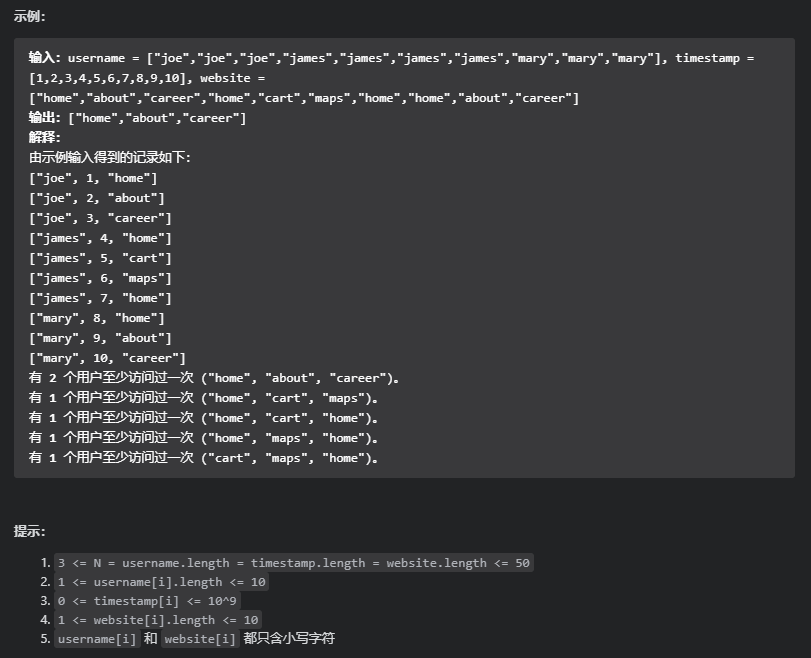 示例：
输入：username = ["joe","joe","joe","james","james","james","james","mary","mary","mary"], timestamp =
[1,2,3,4,5,6,7,8,9,10], website =
["home","about","career","home","cart","maps","home","home","about","career"]
输出：["home","about","career"]
解释：
由示例输入得到的记录如下：
["joe", 1, "home"]
["joe", 2, "about"]
["joe", 3, "career"]
["james", 4, "home"]
["james", 5, "cart"]
["james", 6, "maps"]
["james", 7, "home"]
["mary", 8, "home"]
["mary", 9, "about"]
["mary", 10, "career"]
有 2 个用户至少访问过一次 ("home", "about", "career")。
有 1 个用户至少访问过一次 ("home", "cart", "maps")。
有 1 个用户至少访问过一次 ("home", "cart", "home")。
有 1 个用户至少访问过一次 ("home", "maps", "home")。
有 1 个用户至少访问过一次 ("cart", "maps", "home")。
提示：
1. 3 <= N = username.length = timestamp.length = website.length <= 50
2. 1 <= username[i].length <= 10
3. 0 <= timestamp[i] <= 10^9
4. 1 <= website[i].length <= 10
5. username[i] 和 website[i] 都只含小写字符